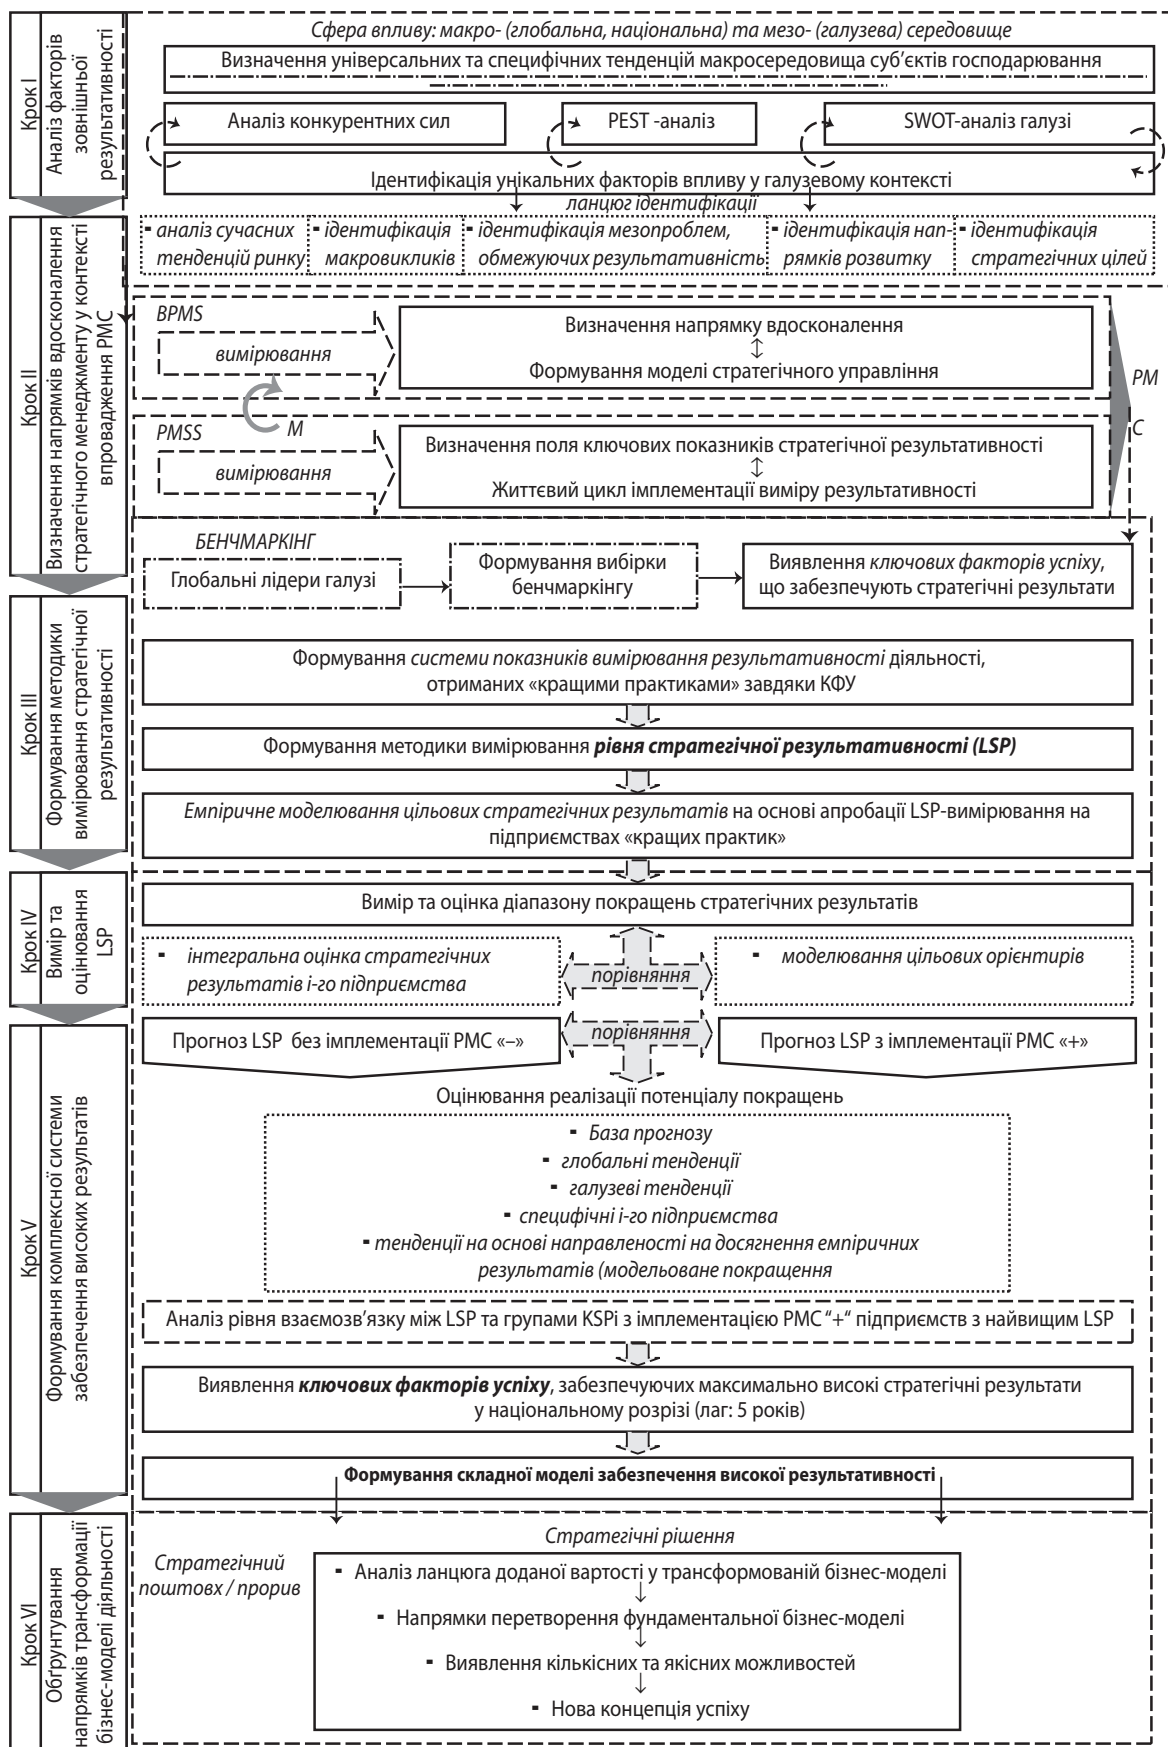 Крок I
Аналіз факторів
зовнішньої
результативності
Сфера впливу: макро- (глобальна, національна) та мезо- (галузева) середовище
Визначення універсальних та специфічних тенденцій макросередовища суб’єктів господарювання
Аналіз конкурентних сил
PEST -аналіз
SWOT-аналіз галузі
Ідентифікація унікальних факторів впливу у галузевому контексті
ланцюг ідентифікації
- аналіз сучасних
тенденцій ринку
- ідентифікація
макровикликів
- ідентифікація мезопроблем,
обмежуючих результативність
- ідентифікація нап-
рямків розвитку
- ідентифікація
стратегічних цілей
Крок II
Визначення напрямків вдосконалення
стратегічного менеджменту у контексті
впровадження PMC
BPMS
вимірювання
Визначення напрямку вдосконалення
↕
Формування моделі стратегічного управління
PM
M
C
PMSS
вимірювання
Визначення поля ключових показників стратегічної результативності
↕
Життєвий цикл імплементації виміру результативності
БЕНЧМАРКІНГ
Глобальні лідери галузі
Формування вибірки
бенчмаркінгу
Виявлення ключових факторів успіху,
що забезпечують стратегічні результати
Крок III
Формування методики
вимірювання стратегічної
результативності
Формування системи показників вимірювання результативності діяльності,
отриманих «кращими практиками» завдяки КФУ
Формування методики вимірювання рівня стратегічної результативності (LSP)
Емпіричне моделювання цільових стратегічних результатів на основі апробації LSP-вимірювання на
підприємствах «кращих практик»
Крок IV
Вимір та
оцінювання
LSP
Вимір та оцінка діапазону покращень стратегічних результатів
- інтегральна оцінка стратегічних
результатів і-го підприємства
порівняння
- моделювання цільових орієнтирів
Крок V
Формування комплексної системи
забезпечення високих результатів
Прогноз LSP без імплементації PMC «–»
порівняння
Прогноз LSP з імплементації PMC «+»
Оцінювання реалізації потенціалу покращень
- База прогнозу
- глобальні тенденції
- галузеві тенденції
- специфічні і-го підприємства
- тенденції на основі направленості на досягнення емпіричних
результатів (модельоване покращення
Аналіз рівня взаємозв’язку між LSP та групами KSPi з імплементацією PMC “+“ підприємств з найвищим LSP
Виявлення ключових факторів успіху, забезпечуючих максимально високі стратегічні результати
у національному розрізі (лаг: 5 років)
Формування складної моделі забезпечення високої результативності
Крок VI
Обґрунтування
напрямків трансформації
бізнес-моделі діяльності
Стратегічний
поштовх / прорив
Стратегічні рішення
- Аналіз ланцюга доданої вартості у трансформованій бізнес-моделі
- Напрямки перетворення фундаментальної бізнес-моделі
- Виявлення кількісних та якісних можливостей
- Нова концепція успіху